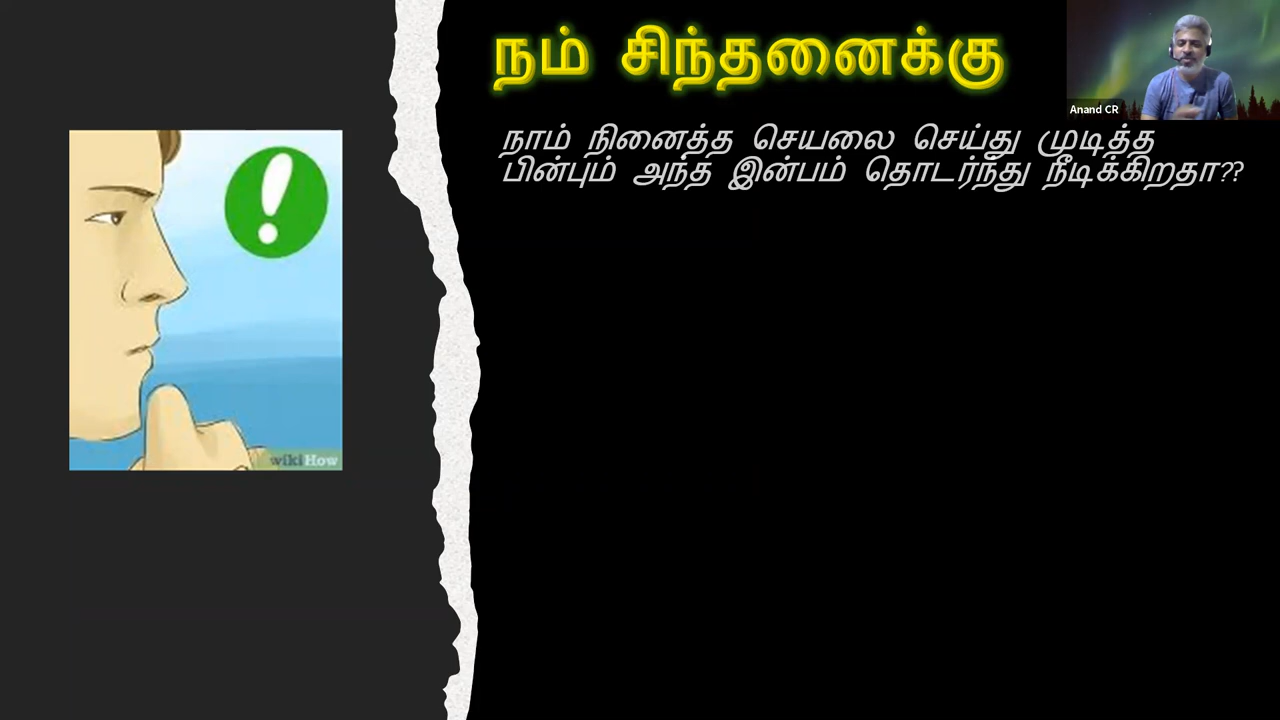 நம் சிந்தனைக்கு
Anand CR
நாம் நினைத்த செயலை செய்து முடித்த
பின்பும் அந்த இன்பம் தொடர்ந்து நீடிக்கிறதா??
wikiHow